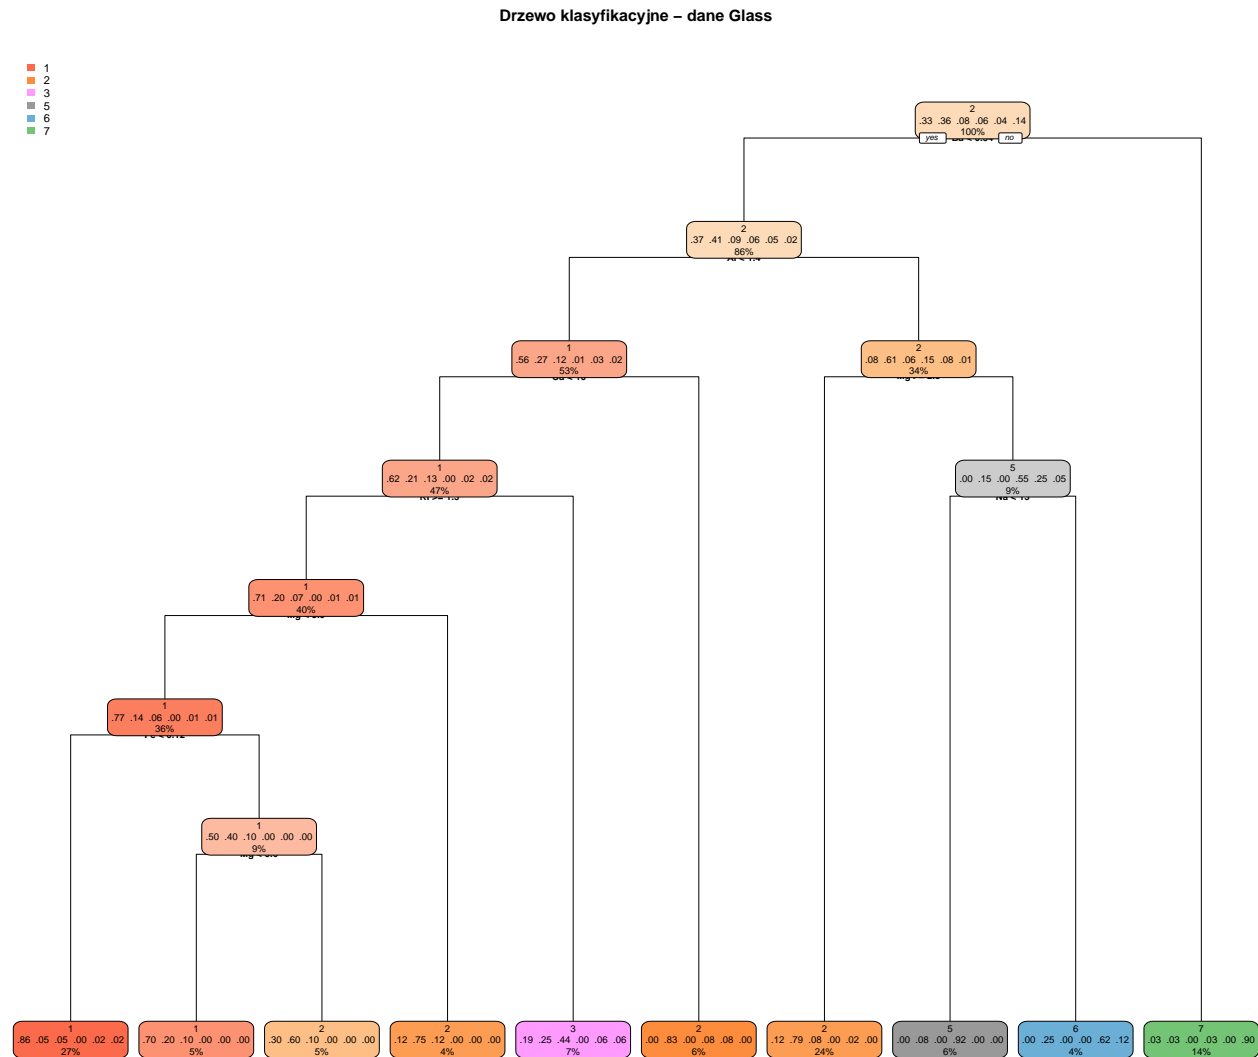 Drzewo klasyfikacyjne – dane Glass
1
2
3
5
6
7
2
.33 .36 .08 .06 .04 .14
100%
yes
no
2
.37 .41 .09 .06 .05 .02
86%
1
.56 .27 .12 .01 .03 .02
53%
2
.08 .61 .06 .15 .08 .01
34%
1
.62 .21 .13 .00 .02 .02
47%
5
.00 .15 .00 .55 .25 .05
9%
1
.71 .20 .07 .00 .01 .01
40%
1
.77 .14 .06 .00 .01 .01
36%
1
.50 .40 .10 .00 .00 .00
9%
1
.86 .05 .05 .00 .02 .02
27%
1
.70 .20 .10 .00 .00 .00
5%
2
.30 .60 .10 .00 .00 .00
5%
2
.12 .75 .12 .00 .00 .00
4%
3
.19 .25 .44 .00 .06 .06
7%
2
.00 .83 .00 .08 .08 .00
6%
2
.12 .79 .08 .00 .02 .00
24%
5
.00 .08 .00 .92 .00 .00
6%
6
.00 .25 .00 .00 .62 .12
4%
7
.03 .03 .00 .03 .00 .90
14%